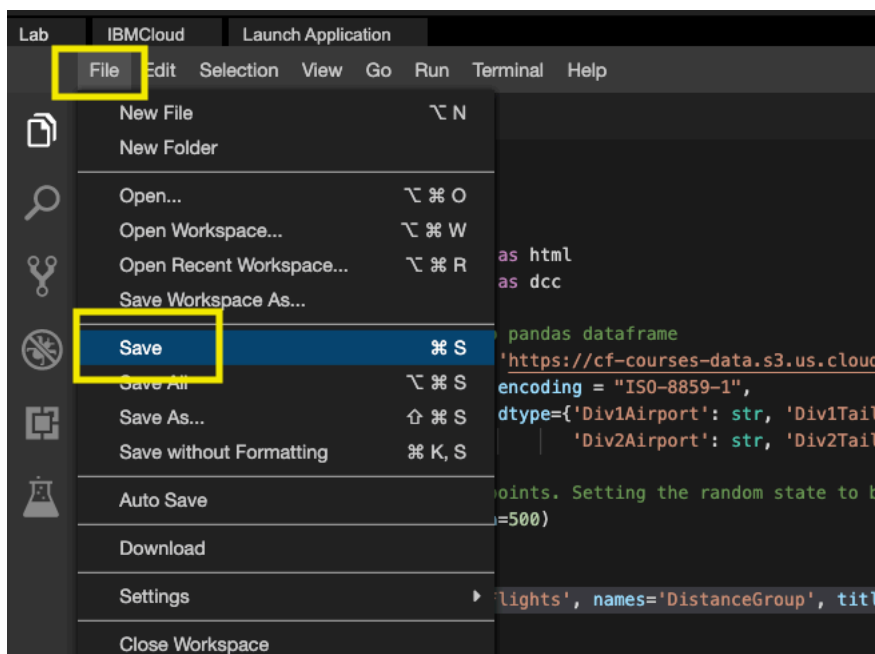 Lab IBMCloud Launch Application
File Edit Selection View Go Run Terminal Help
New File ⌥ N
New Folder
Open... ⌥ ⌘ O
Open Workspace... ⌥ ⌘ W
Open Recent Workspace... ⌥ ⌘ R
Save Workspace As...
Save ⌘ S
Save All ⌥ ⌘ S
Save As... ⇧ ⌘ S
Save without Formatting ⌘ K, S
Auto Save
Download
Settings
Close Workspace
as html
as dcc
pandas dataframe
'https://cf-courses-data.s3.us.cloud
encoding = "ISO-8859-1",
dtype={'Div1Airport': str, 'Div1Tail
'Div2Airport': str, 'Div2Tail
oints. Setting the random state to b
=500)
lights', names='DistanceGroup', titl